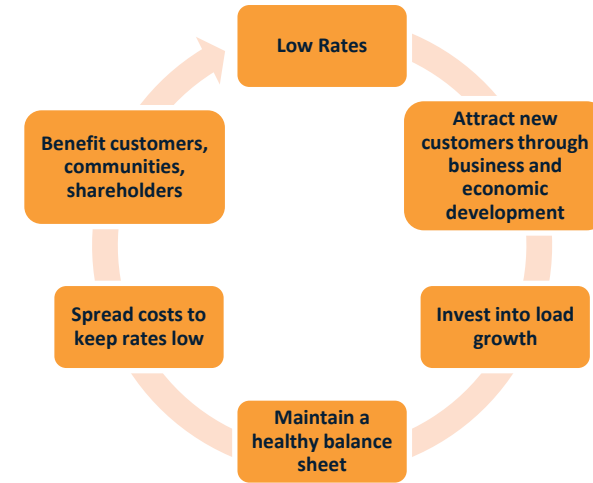 Low Rates
Attract new
customers through
business and
economic
development
Invest into load
growth
Maintain a
healthy balance
sheet
Spread costs to
keep rates low
Benefit customers,
communities,
shareholders